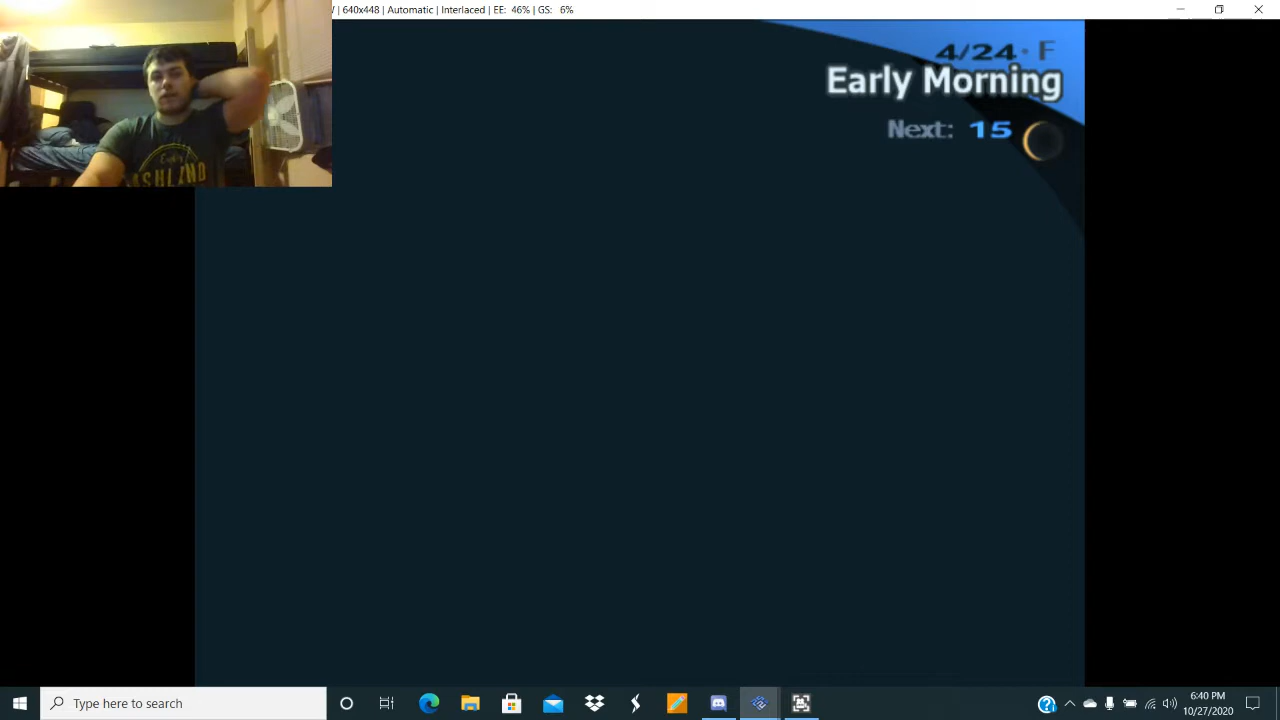 | 640x448 | Automatic | Interlaced | EE: 46% | GS: 6%
4/24 · F
Early Morning
Next: 15
ASHLAND
Type here to search
6:40 PM
10/27/2020